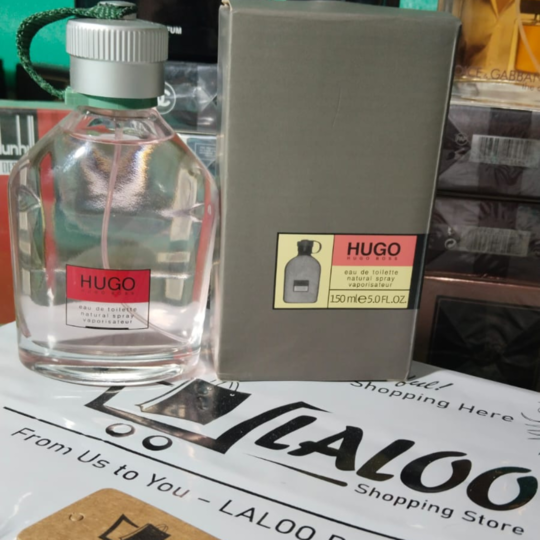 HUGO
eau de toilette
natural spray
vaporisateur
HUGO
HUGO BOSS
eau de toilette
natural spray
vaporisateur
150 ml e 5.0 FL.OZ.
Shopping Here
LALOO
Shopping Store
From Us to You – LALOO